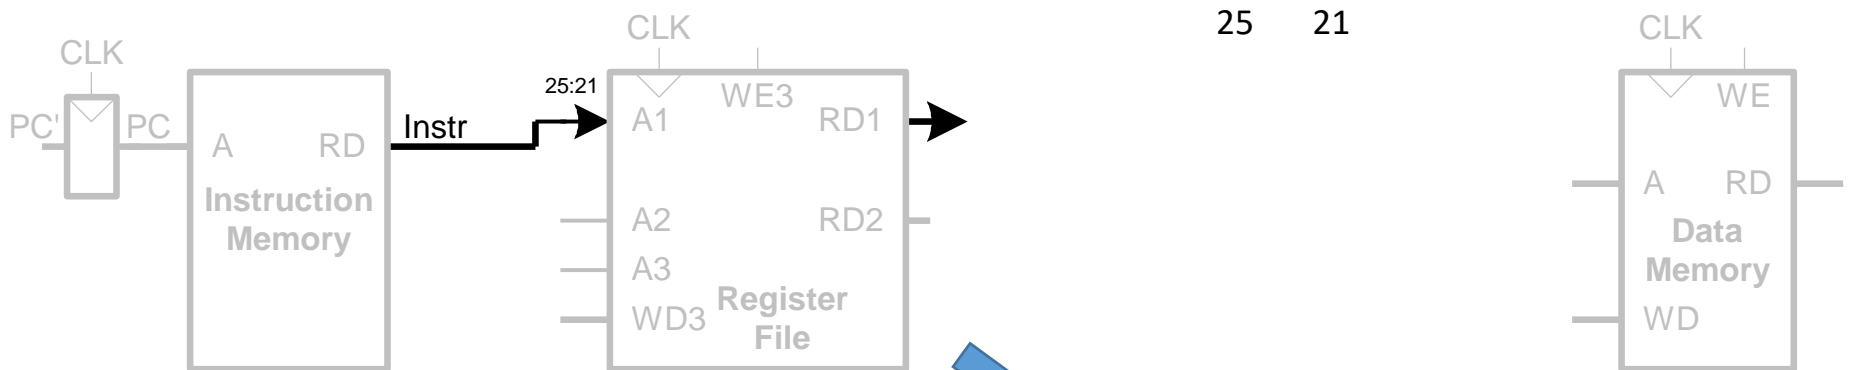 25 21
CLK
CLK
CLK
PC'
PC
A
RD
Instruction
Memory
Instr
25:21
A1
WE3
RD1
A2
RD2
A3
WD3
Register
File
WE
A
RD
Data
Memory
WD